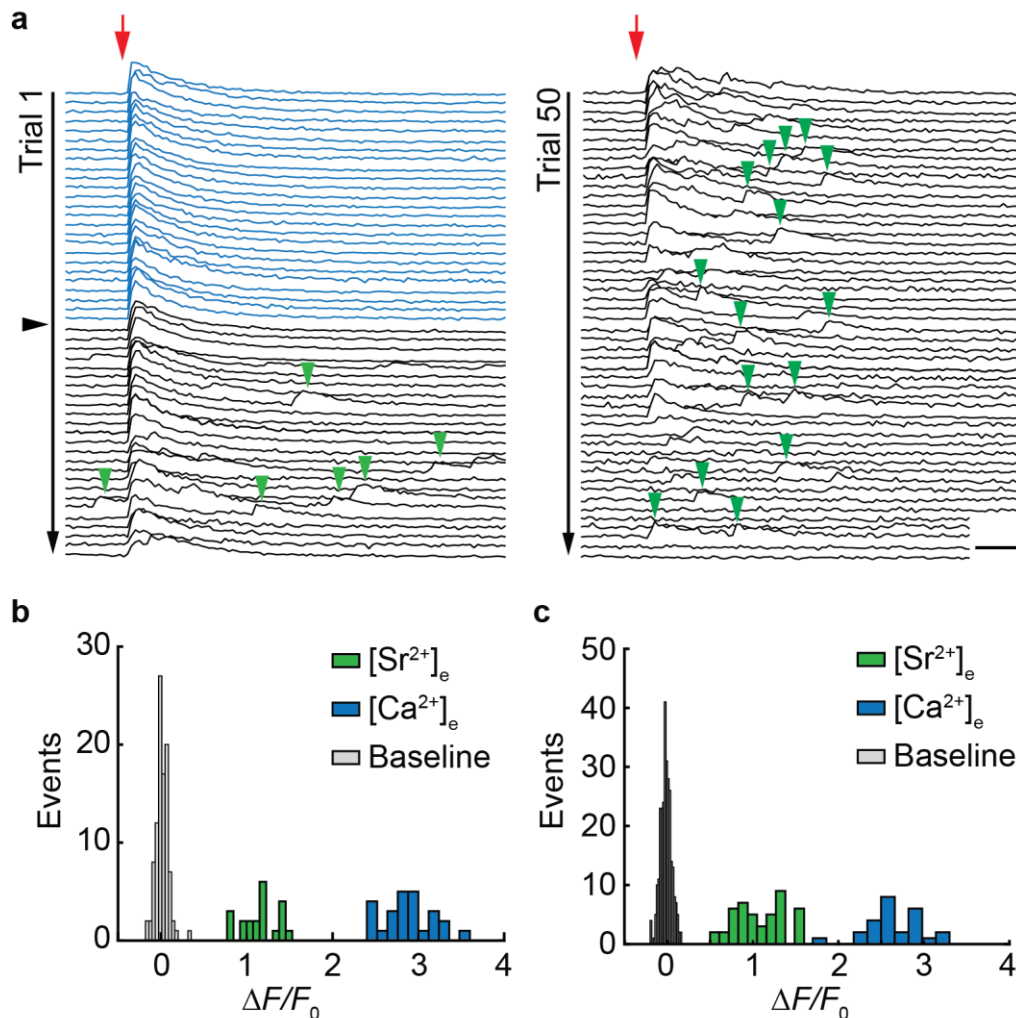 a
Trial 1
Trial 50
b
30
20
10
0
Events
[Sr²⁺]ₑ
[Ca²⁺]ₑ
Baseline
0 1 2 3 4
ΔF/F₀
c
50
40
30
20
10
0
Events
[Sr²⁺]ₑ
[Ca²⁺]ₑ
Baseline
0 1 2 3 4
ΔF/F₀